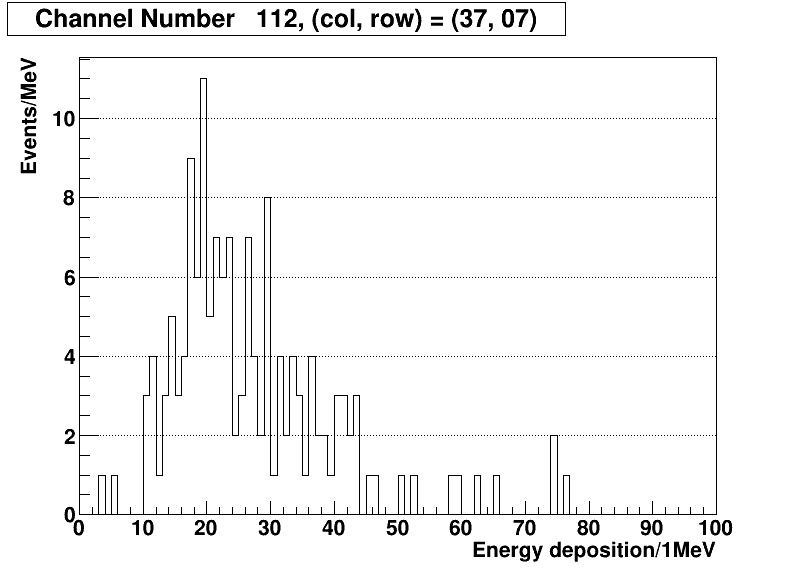 Channel Number 112, (col, row) = (37, 07)
Events/MeV
10
8
6
4
2
0
0 10 20 30 40 50 60 70 80 90 100
Energy deposition/1MeV